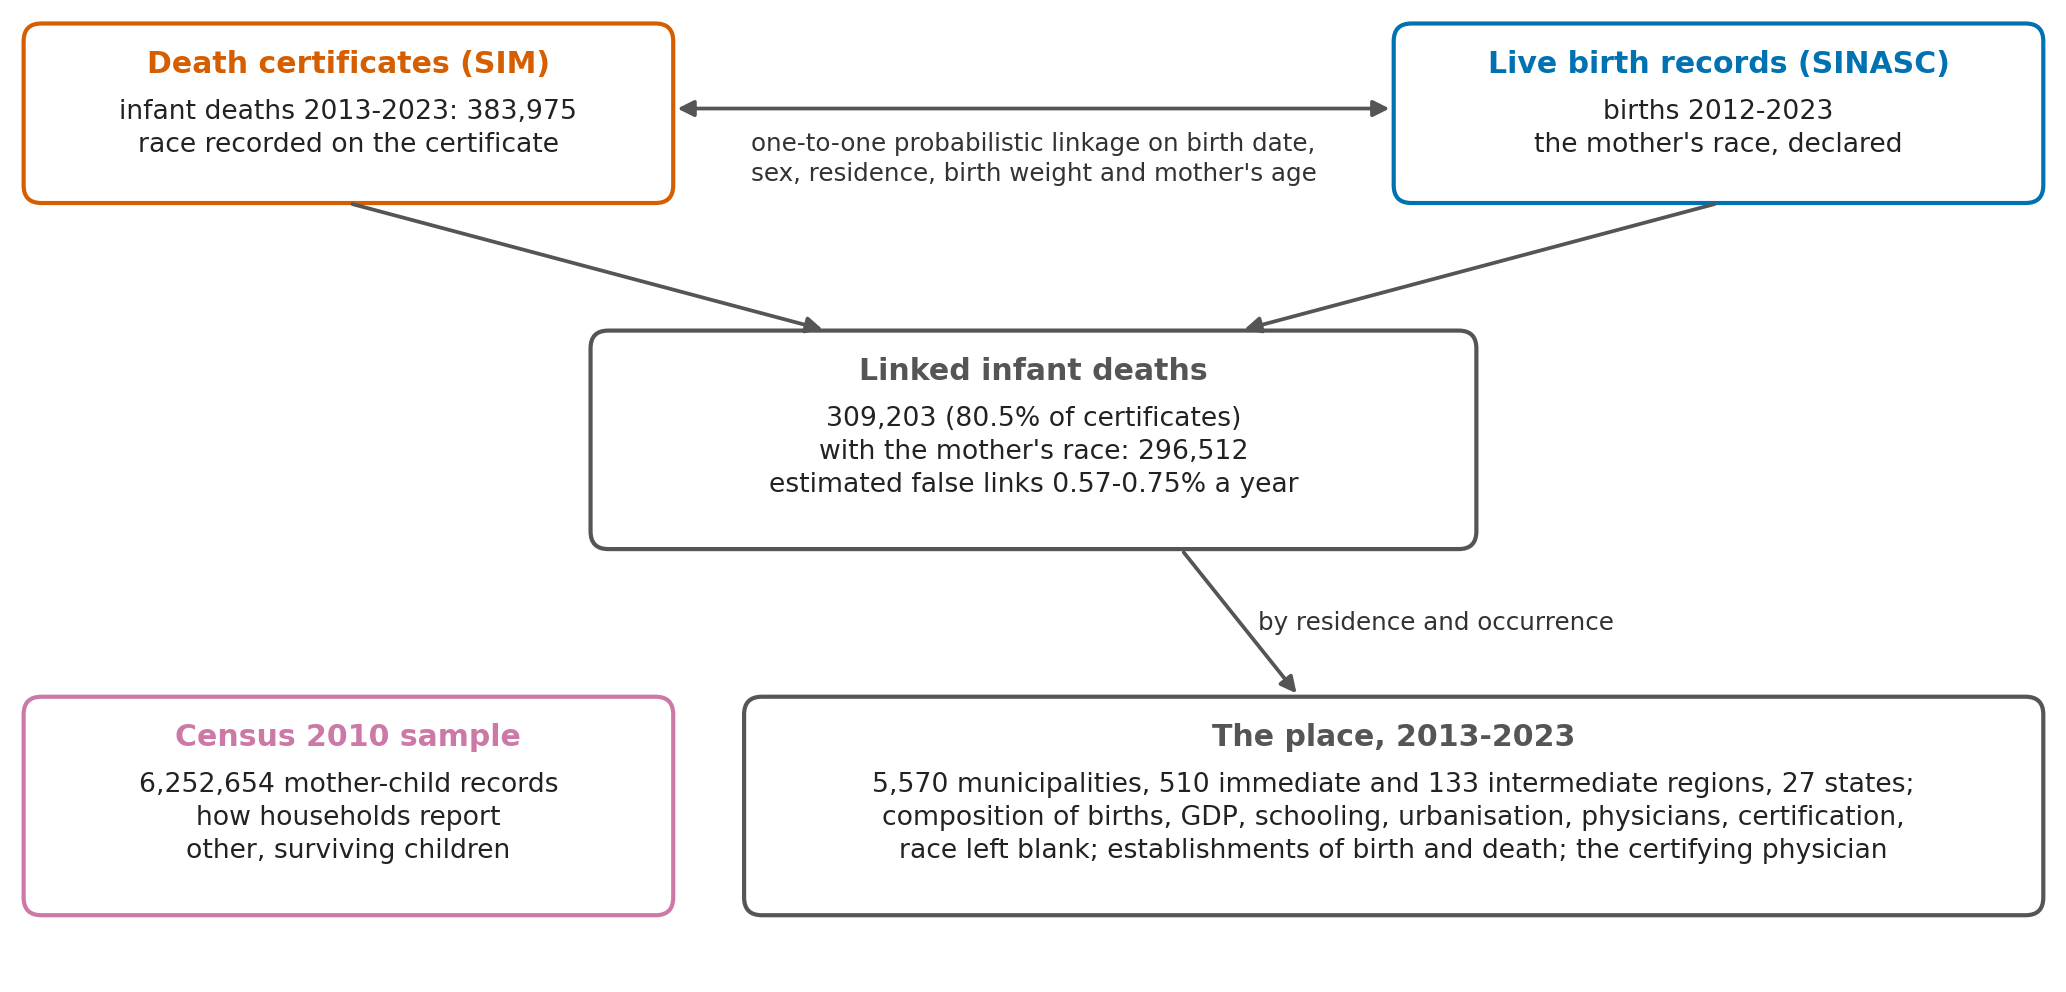 Death certificates (SIM)
infant deaths 2013-2023: 383,975
race recorded on the certificate
Live birth records (SINASC)
births 2012-2023
the mother's race, declared
one-to-one probabilistic linkage on birth date,
sex, residence, birth weight and mother's age
Linked infant deaths
309,203 (80.5% of certificates)
with the mother's race: 296,512
estimated false links 0.57-0.75% a year
by residence and occurrence
Census 2010 sample
6,252,654 mother-child records
how households report
other, surviving children
The place, 2013-2023
5,570 municipalities, 510 immediate and 133 intermediate regions, 27 states;
composition of births, GDP, schooling, urbanisation, physicians, certification,
race left blank; establishments of birth and death; the certifying physician